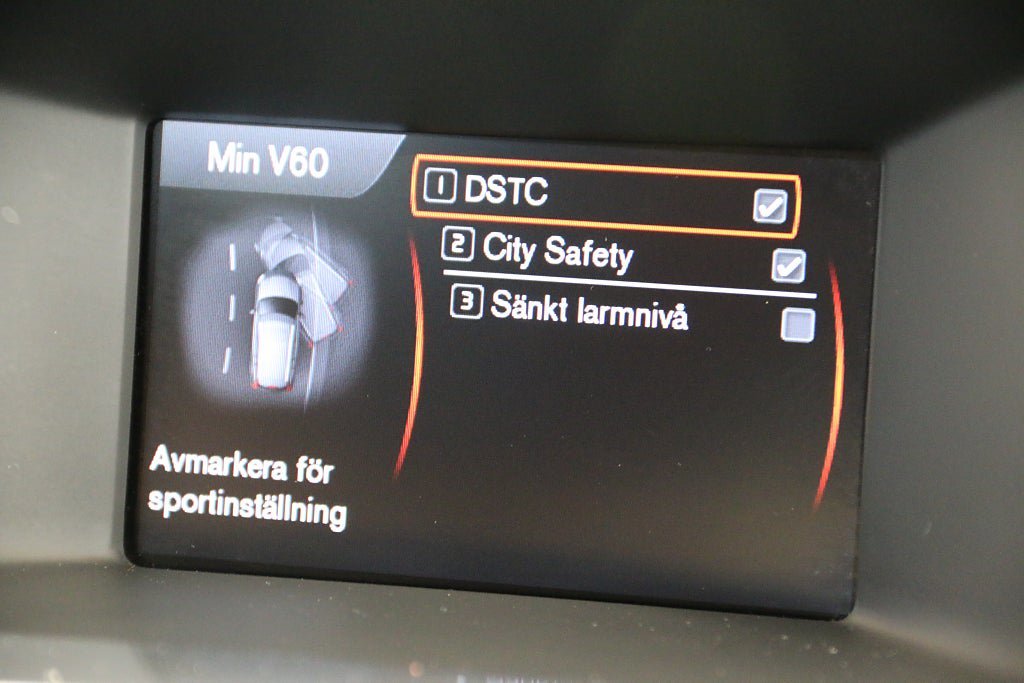 Min V60
1 DSTC
2 City Safety
3 Sänkt larmnivå
Avmarkera för
sportinställning